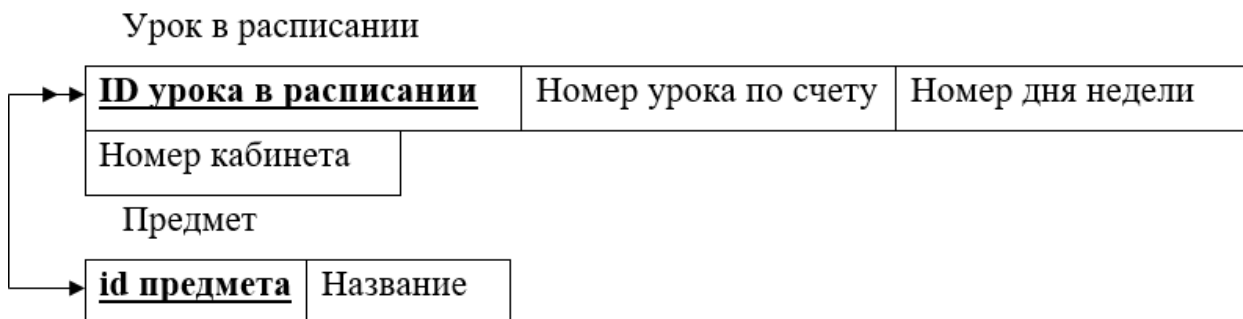 Урок в расписании
ID урока в расписании Номер урока по счету Номер дня недели
Номер кабинета
Предмет
id предмета Название